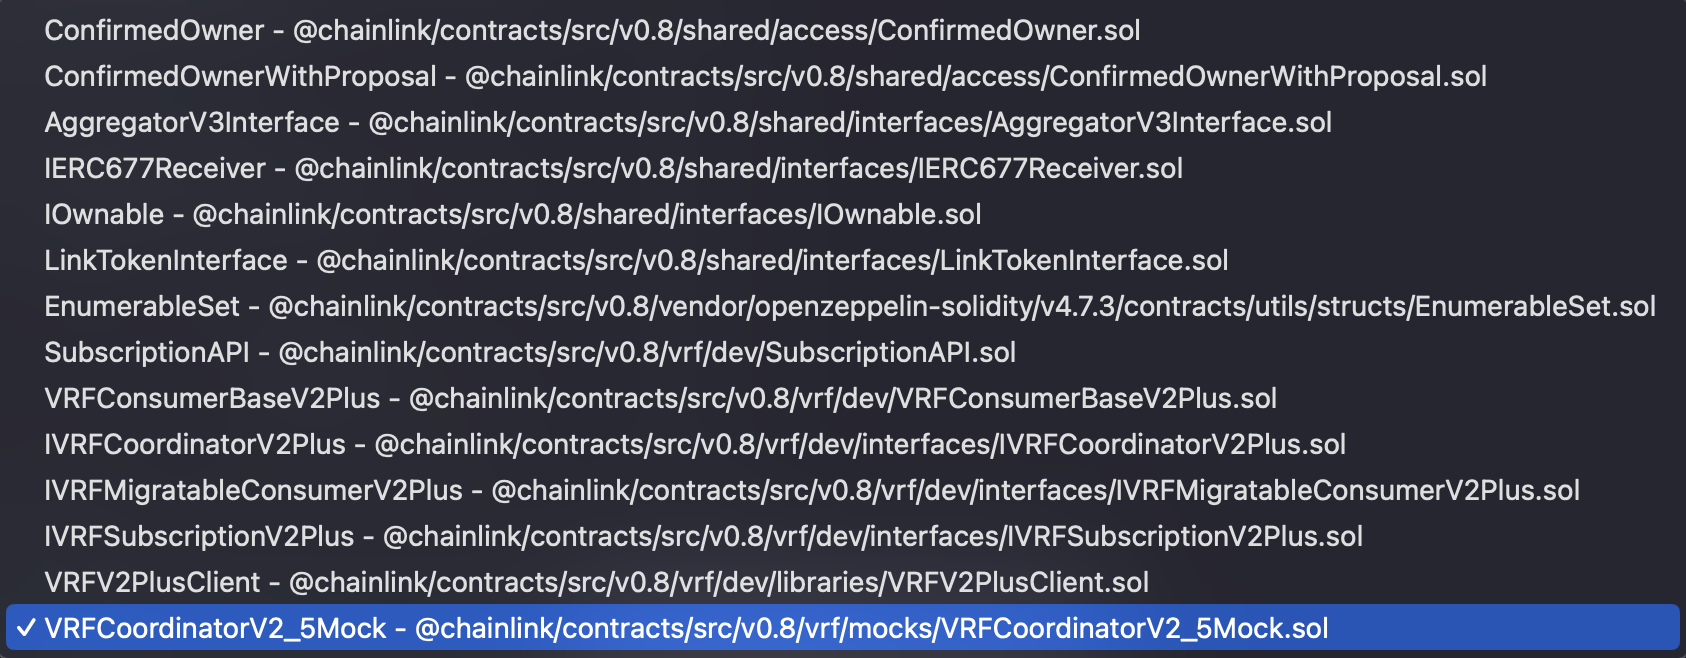 ConfirmedOwner - @chainlink/contracts/src/v0.8/shared/access/ConfirmedOwner.sol
ConfirmedOwnerWithProposal - @chainlink/contracts/src/v0.8/shared/access/ConfirmedOwnerWithProposal.sol
AggregatorV3Interface - @chainlink/contracts/src/v0.8/shared/interfaces/AggregatorV3Interface.sol
IERC677Receiver - @chainlink/contracts/src/v0.8/shared/interfaces/IERC677Receiver.sol
IOwnable - @chainlink/contracts/src/v0.8/shared/interfaces/IOwnable.sol
LinkTokenInterface - @chainlink/contracts/src/v0.8/shared/interfaces/LinkTokenInterface.sol
EnumerableSet - @chainlink/contracts/src/v0.8/vendor/openzeppelin-solidity/v4.7.3/contracts/utils/structs/EnumerableSet.sol
SubscriptionAPI - @chainlink/contracts/src/v0.8/vrf/dev/SubscriptionAPI.sol
VRFConsumerBaseV2Plus - @chainlink/contracts/src/v0.8/vrf/dev/VRFConsumerBaseV2Plus.sol
IVRFCoordinatorV2Plus - @chainlink/contracts/src/v0.8/vrf/dev/interfaces/IVRFCoordinatorV2Plus.sol
IVRFMigratableConsumerV2Plus - @chainlink/contracts/src/v0.8/vrf/dev/interfaces/IVRFMigratableConsumerV2Plus.sol
IVRFSubscriptionV2Plus - @chainlink/contracts/src/v0.8/vrf/dev/interfaces/IVRFSubscriptionV2Plus.sol
VRFV2PlusClient - @chainlink/contracts/src/v0.8/vrf/dev/libraries/VRFV2PlusClient.sol
✓ VRFCoordinatorV2_5Mock - @chainlink/contracts/src/v0.8/vrf/mocks/VRFCoordinatorV2_5Mock.sol